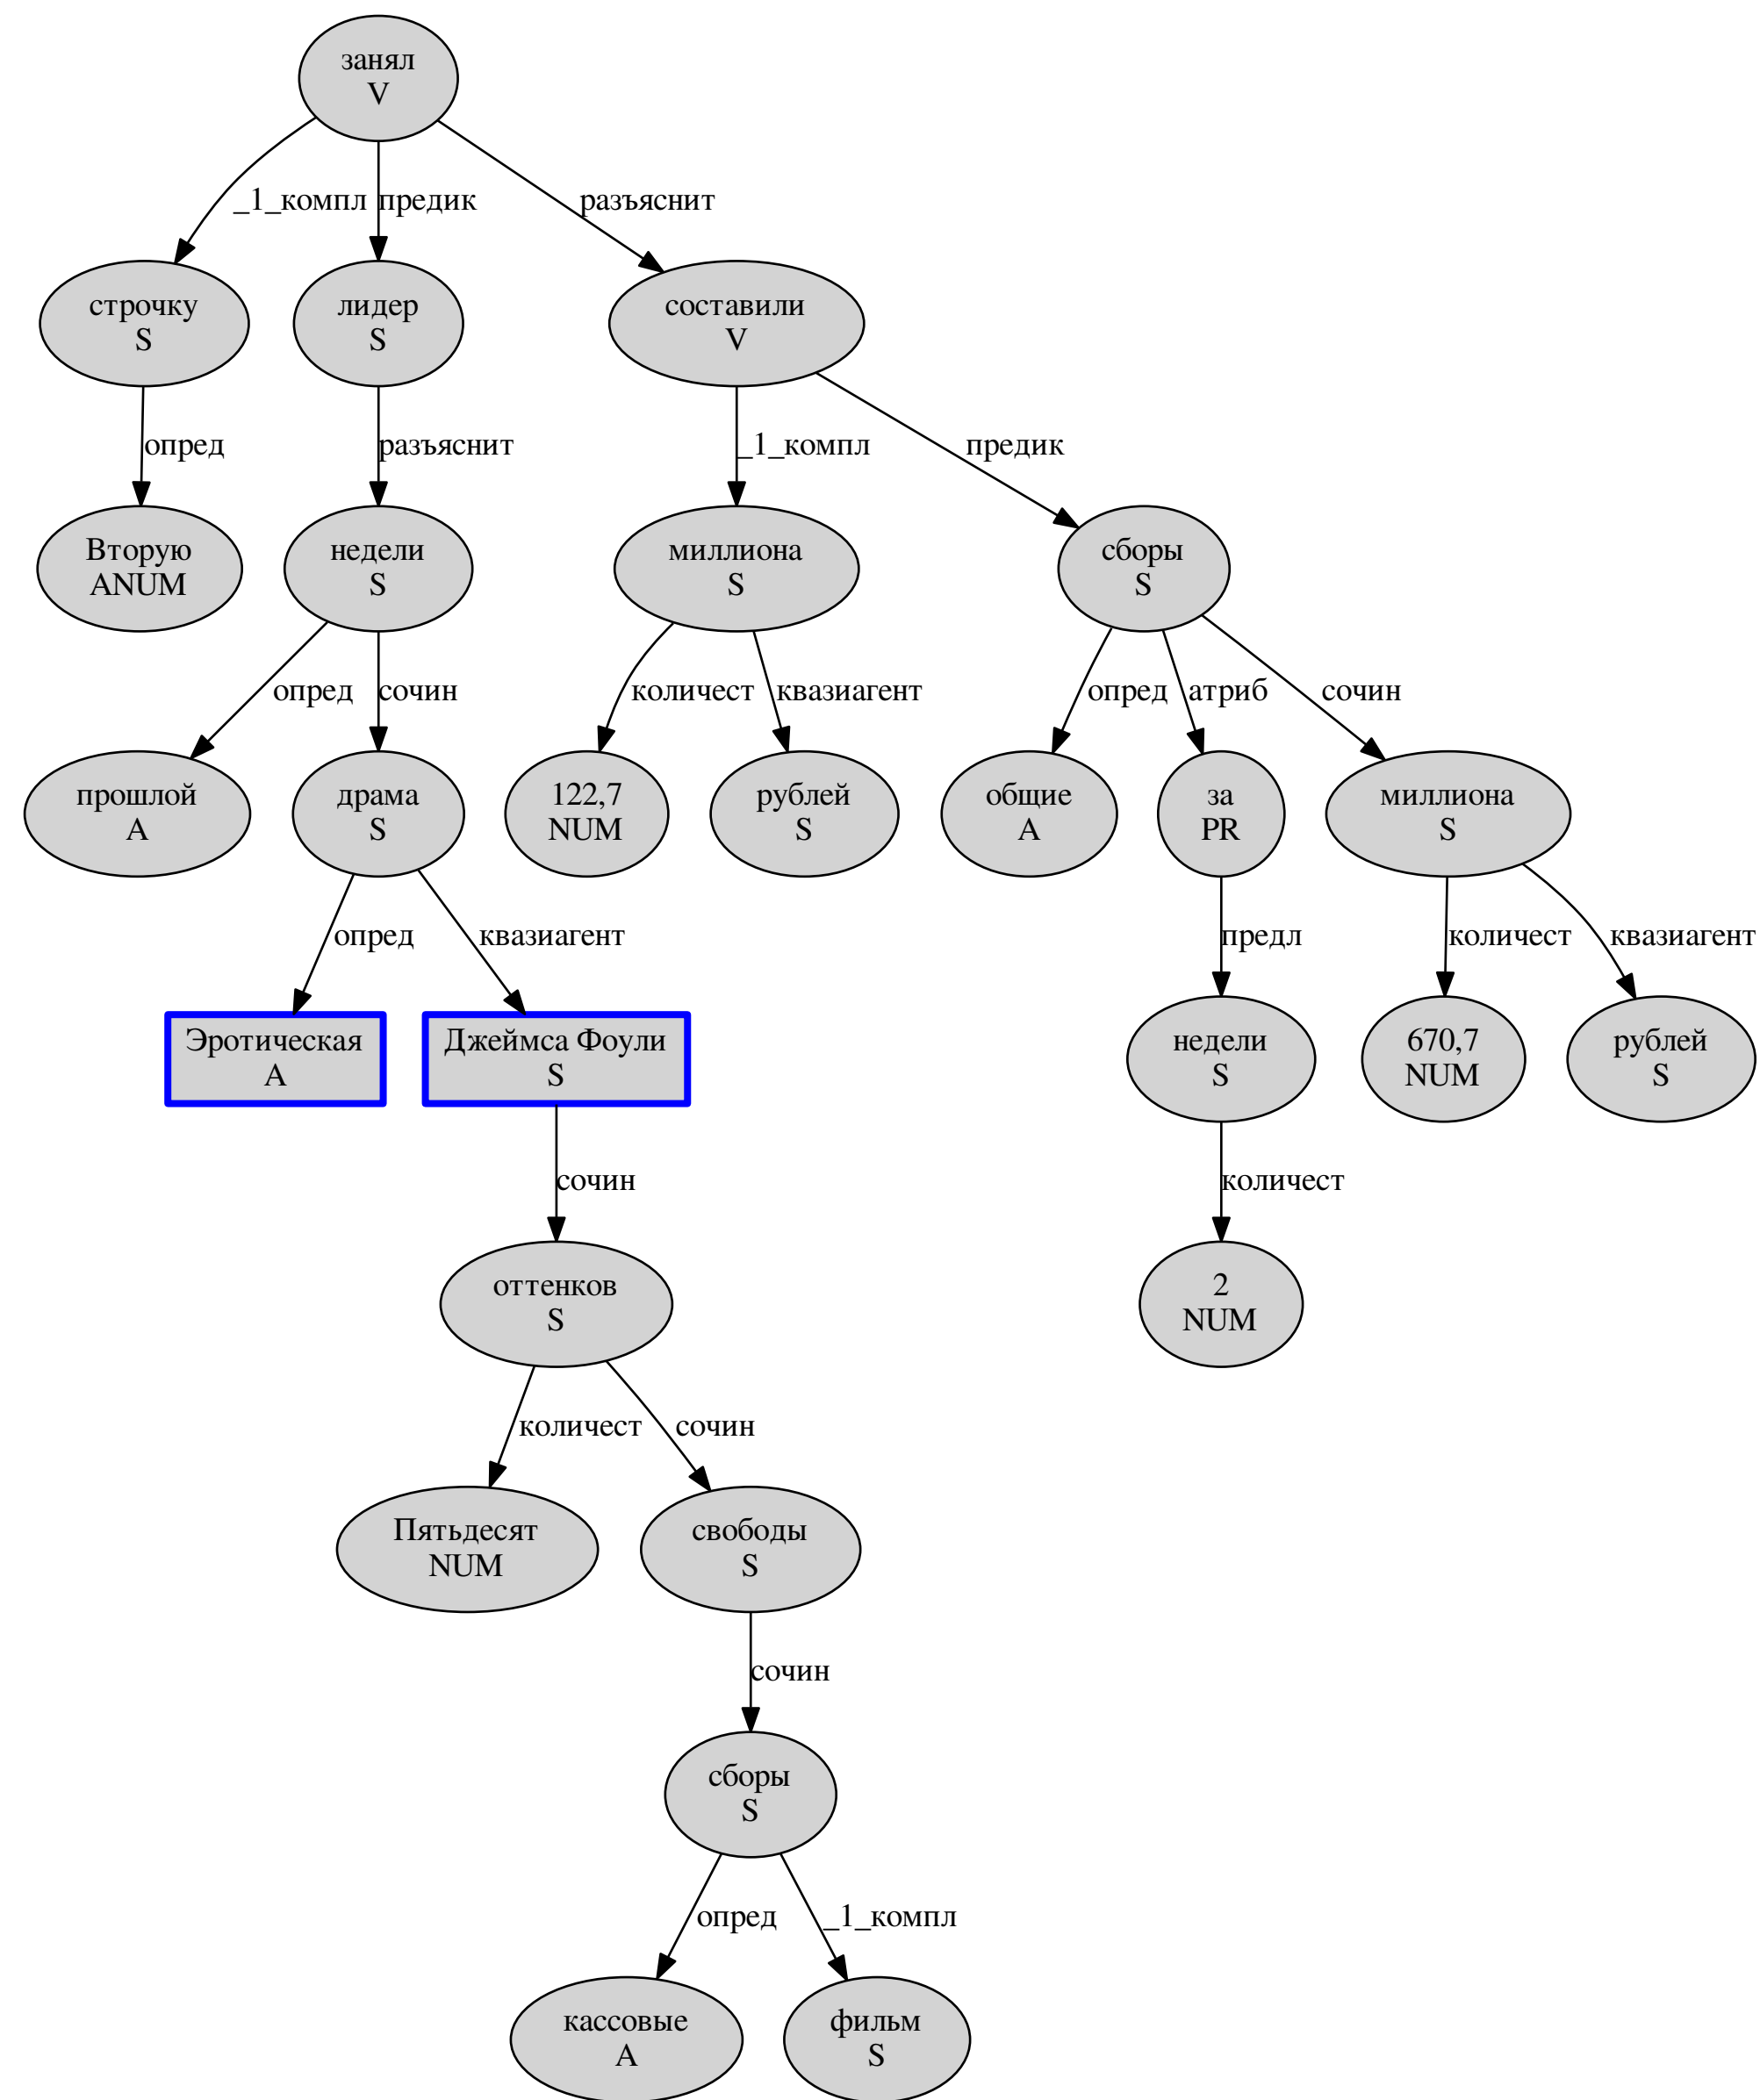 занял
V
_1_компл
предик
разъяснит
строчку
S
лидер
S
составили
V
опред
разъяснит
_1_компл
предик
Вторую
ANUM
недели
S
миллиона
S
сборы
S
опред
сочин
количест
квазиагент
опред
атриб
сочин
прошлой
A
драма
S
122,7
NUM
рублей
S
общие
A
за
PR
миллиона
S
опред
квазиагент
предл
количест
квазиагент
Эротическая
A
Джеймса Фоули
S
недели
S
670,7
NUM
рублей
S
сочин
количест
оттенков
S
2
NUM
количест
сочин
Пятьдесят
NUM
свободы
S
сочин
сборы
S
опред
_1_компл
кассовые
A
фильм
S